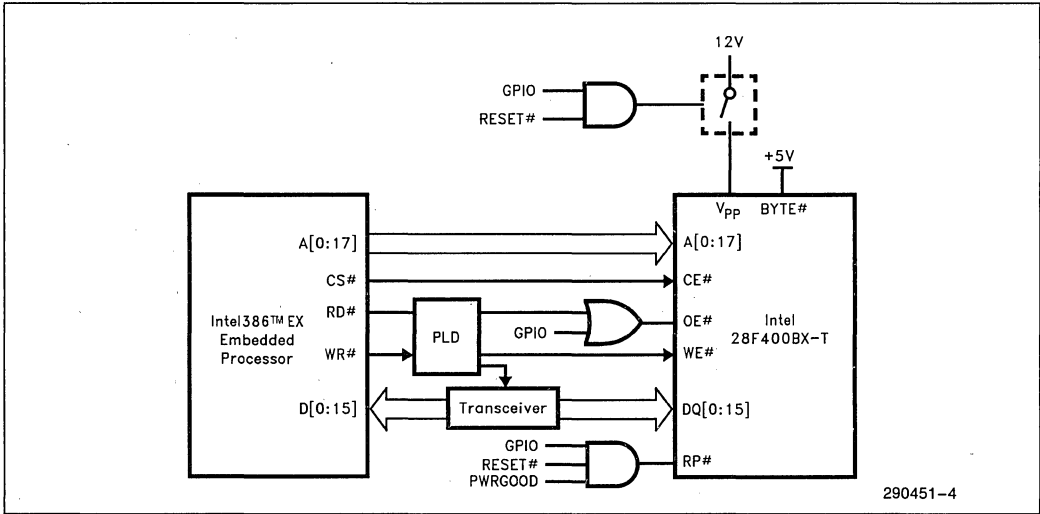 12V
GPIO
RESET#
+5V
VPP BYTE#
A[0:17]
A[0:17]
CS#
CE#
RD#
Intel386™ EX
Embedded
Processor
PLD
GPIO
OE#
Intel
28F400BX-T
WR#
WE#
D[0:15]
Transceiver
DQ[0:15]
GPIO
RESET#
PWRGOOD
RP#
290451-4